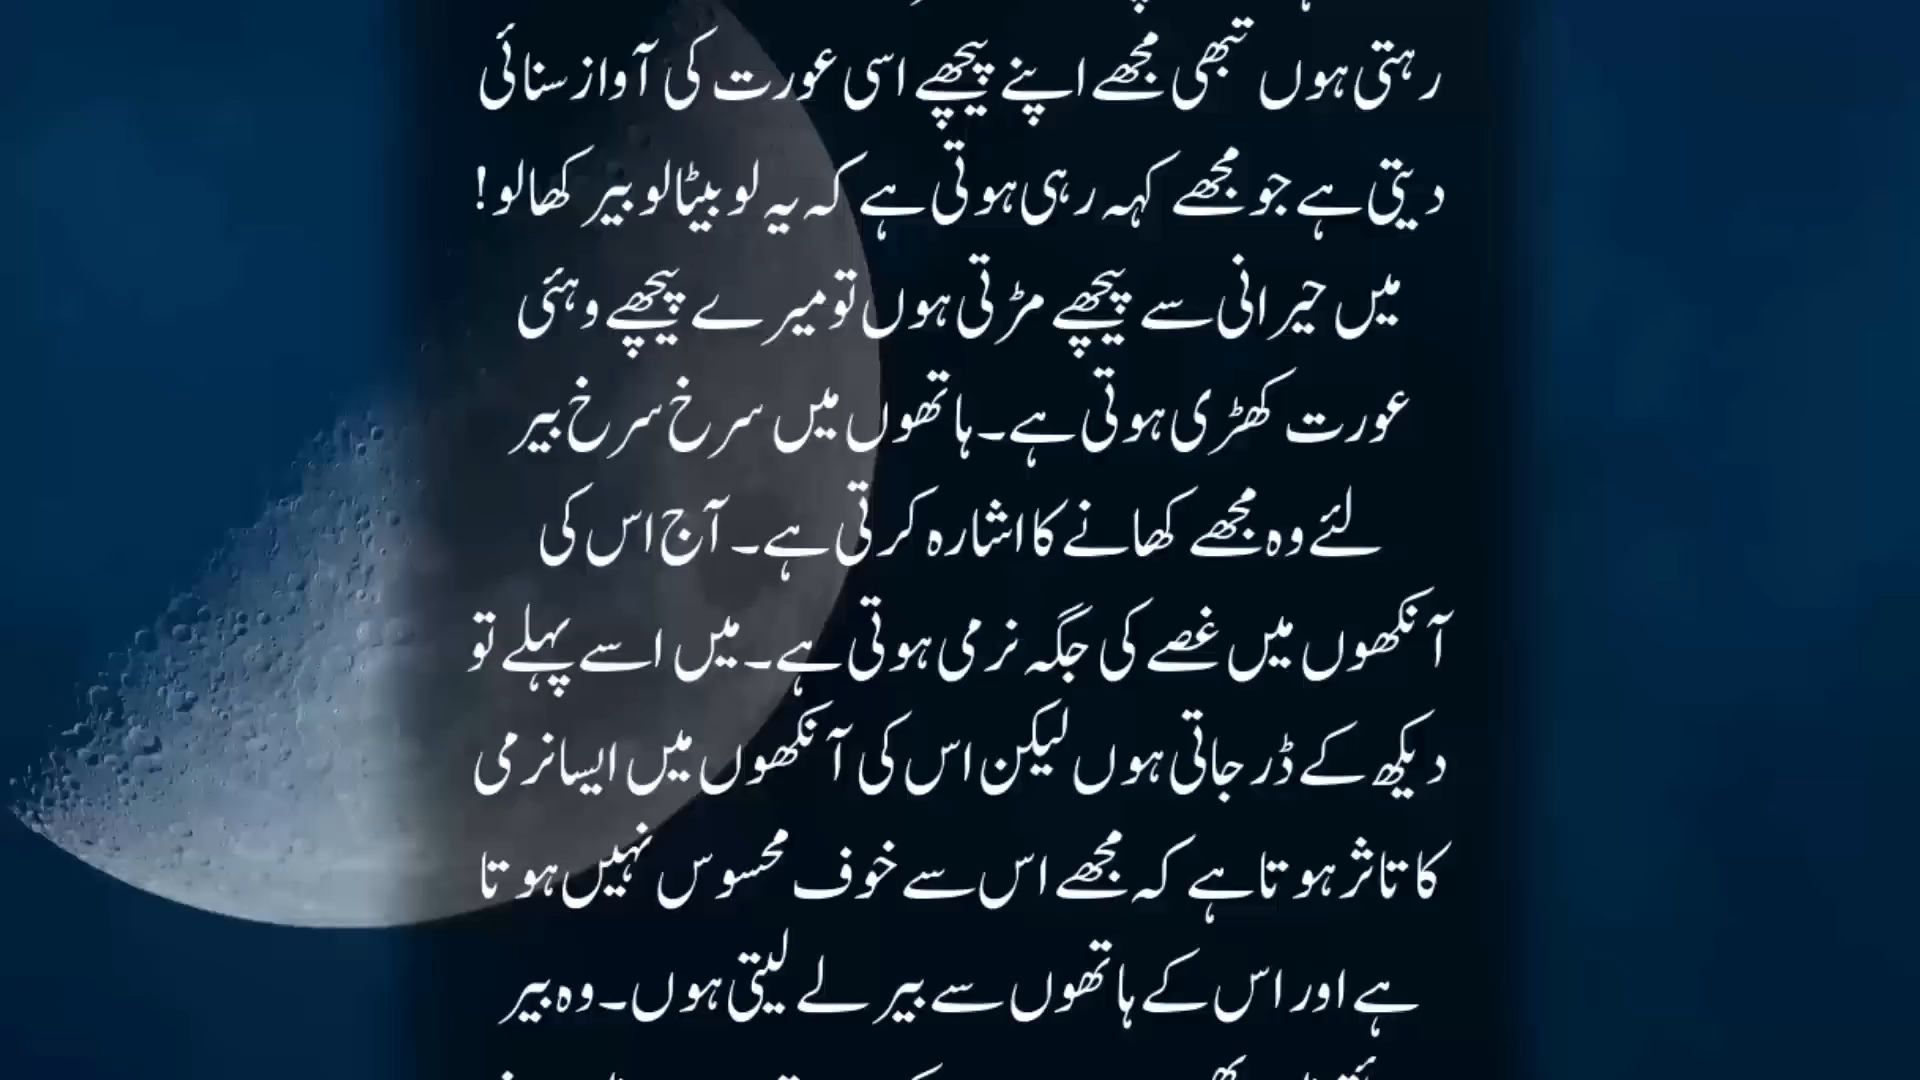 رہتی ہوں تبھی مجھے اپنے پیچھے اسی عورت کی آواز سنائی
دیتی ہے جو مجھے کہہ رہی ہوتی ہے کہ یہ لو بیٹا لو بیر کھا لو!
میں حیرانی سے پیچھے مڑتی ہوں تو میرے پیچھے وہئی
عورت کھڑی ہوتی ہے۔ ہاتھوں میں سرخ سرخ بیر
لئے وہ مجھے کھانے کا اشارہ کرتی ہے۔ آج اس کی
آنکھوں میں غصے کی جگہ نرمی ہوتی ہے۔ میں اسے پہلے تو
دیکھ کے ڈر جاتی ہوں لیکن اس کی آنکھوں میں ایسا نرمی
کا تاثر ہوتا ہے کہ مجھے اس سے خوف محسوس نہیں ہوتا
ہے اور اس کے ہاتھوں سے بیر لے لیتی ہوں۔ وہ بیر